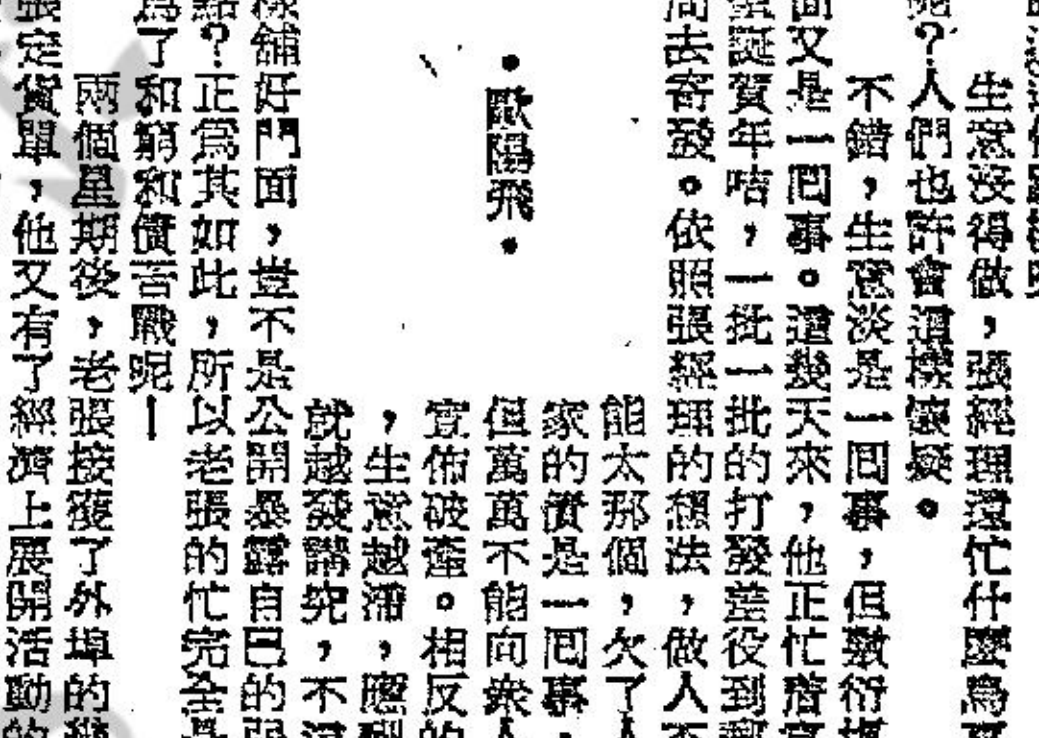 生意沒得做，張經理還忙什麼為
？人們也許會這樣懷疑。
不錯，生意淡是一回事，但敷衍
面又是一回事。這幾天來，他正忙着
聖誕賀年咭，一批一批的打發差役到郵
局去寄發。依照張經理的想法，做人不
能太那個，欠了人
家的債是一回事，
但萬萬不能向衆人
宣佈破產。相反的
，生意越滯，應酬
就越發講究，不
•歐陽飛•
樣舖好門面，豈不是公開暴露自己的弱
點？正爲其如此，所以老張的忙完全是
爲了和窮和債苦戰呢！
兩個星期後，老張接獲了外埠的
張定貨單，他又有了經濟上展開活動的